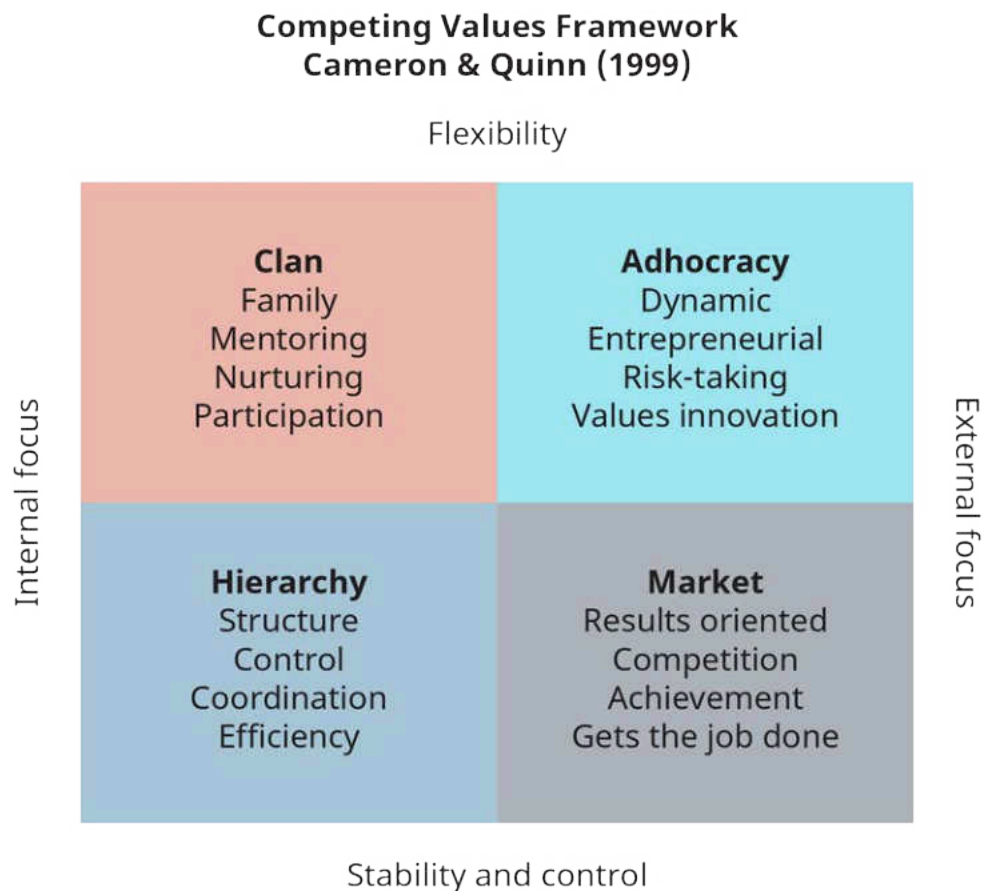 Competing Values Framework
Cameron & Quinn (1999)
Flexibility
Internal focus
Clan
Family
Mentoring
Nurturing
Participation
Adhocracy
Dynamic
Entrepreneurial
Risk-taking
Values innovation
Hierarchy
Structure
Control
Coordination
Efficiency
Market
Results oriented
Competition
Achievement
Gets the job done
External focus
Stability and control